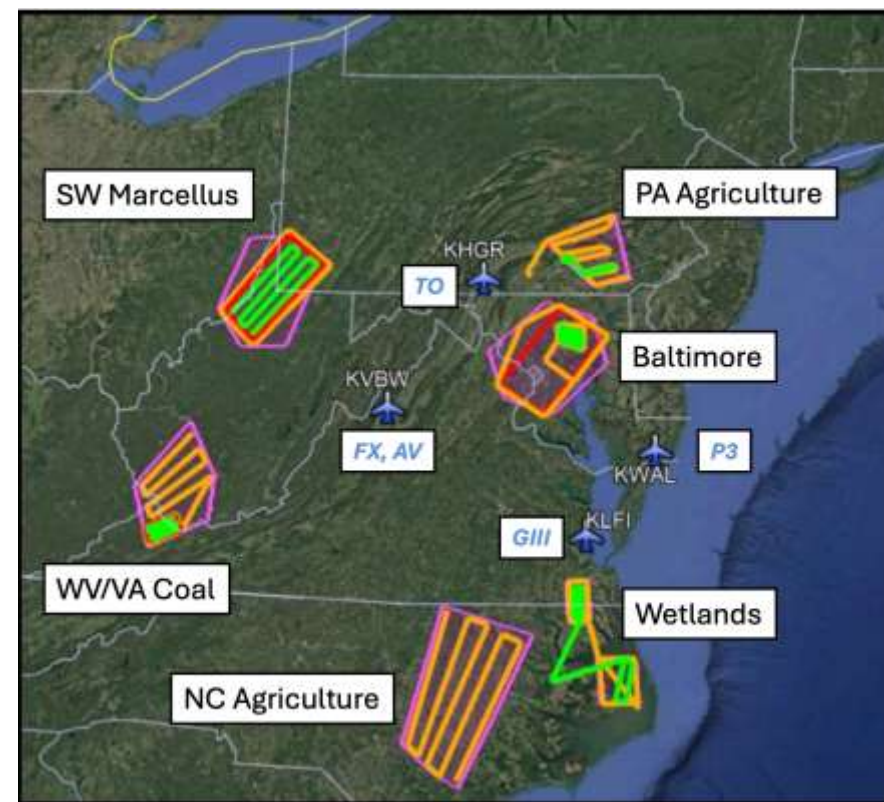 SW Marcellus
PA Agriculture
KHGR
TO
Baltimore
KVBW
FX, AV
P3
KWAL
GIII
KLFI
WV/VA Coal
Wetlands
NC Agriculture